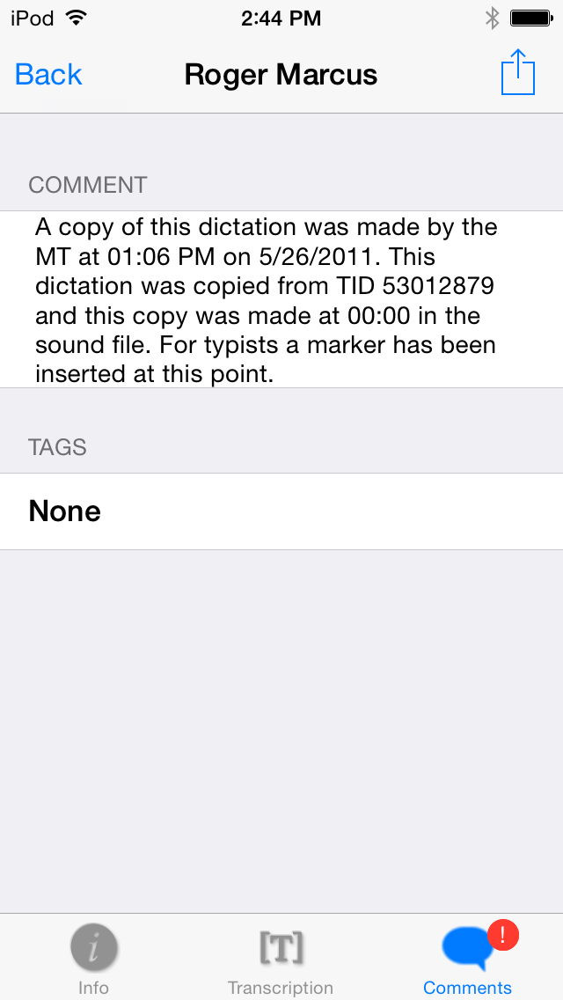 iPod 2:44 PM
Back Roger Marcus
COMMENT
A copy of this dictation was made by the
MT at 01:06 PM on 5/26/2011. This
dictation was copied from TID 53012879
and this copy was made at 00:00 in the
sound file. For typists a marker has been
inserted at this point.
TAGS
None
i [T] !
Info Transcription Comments